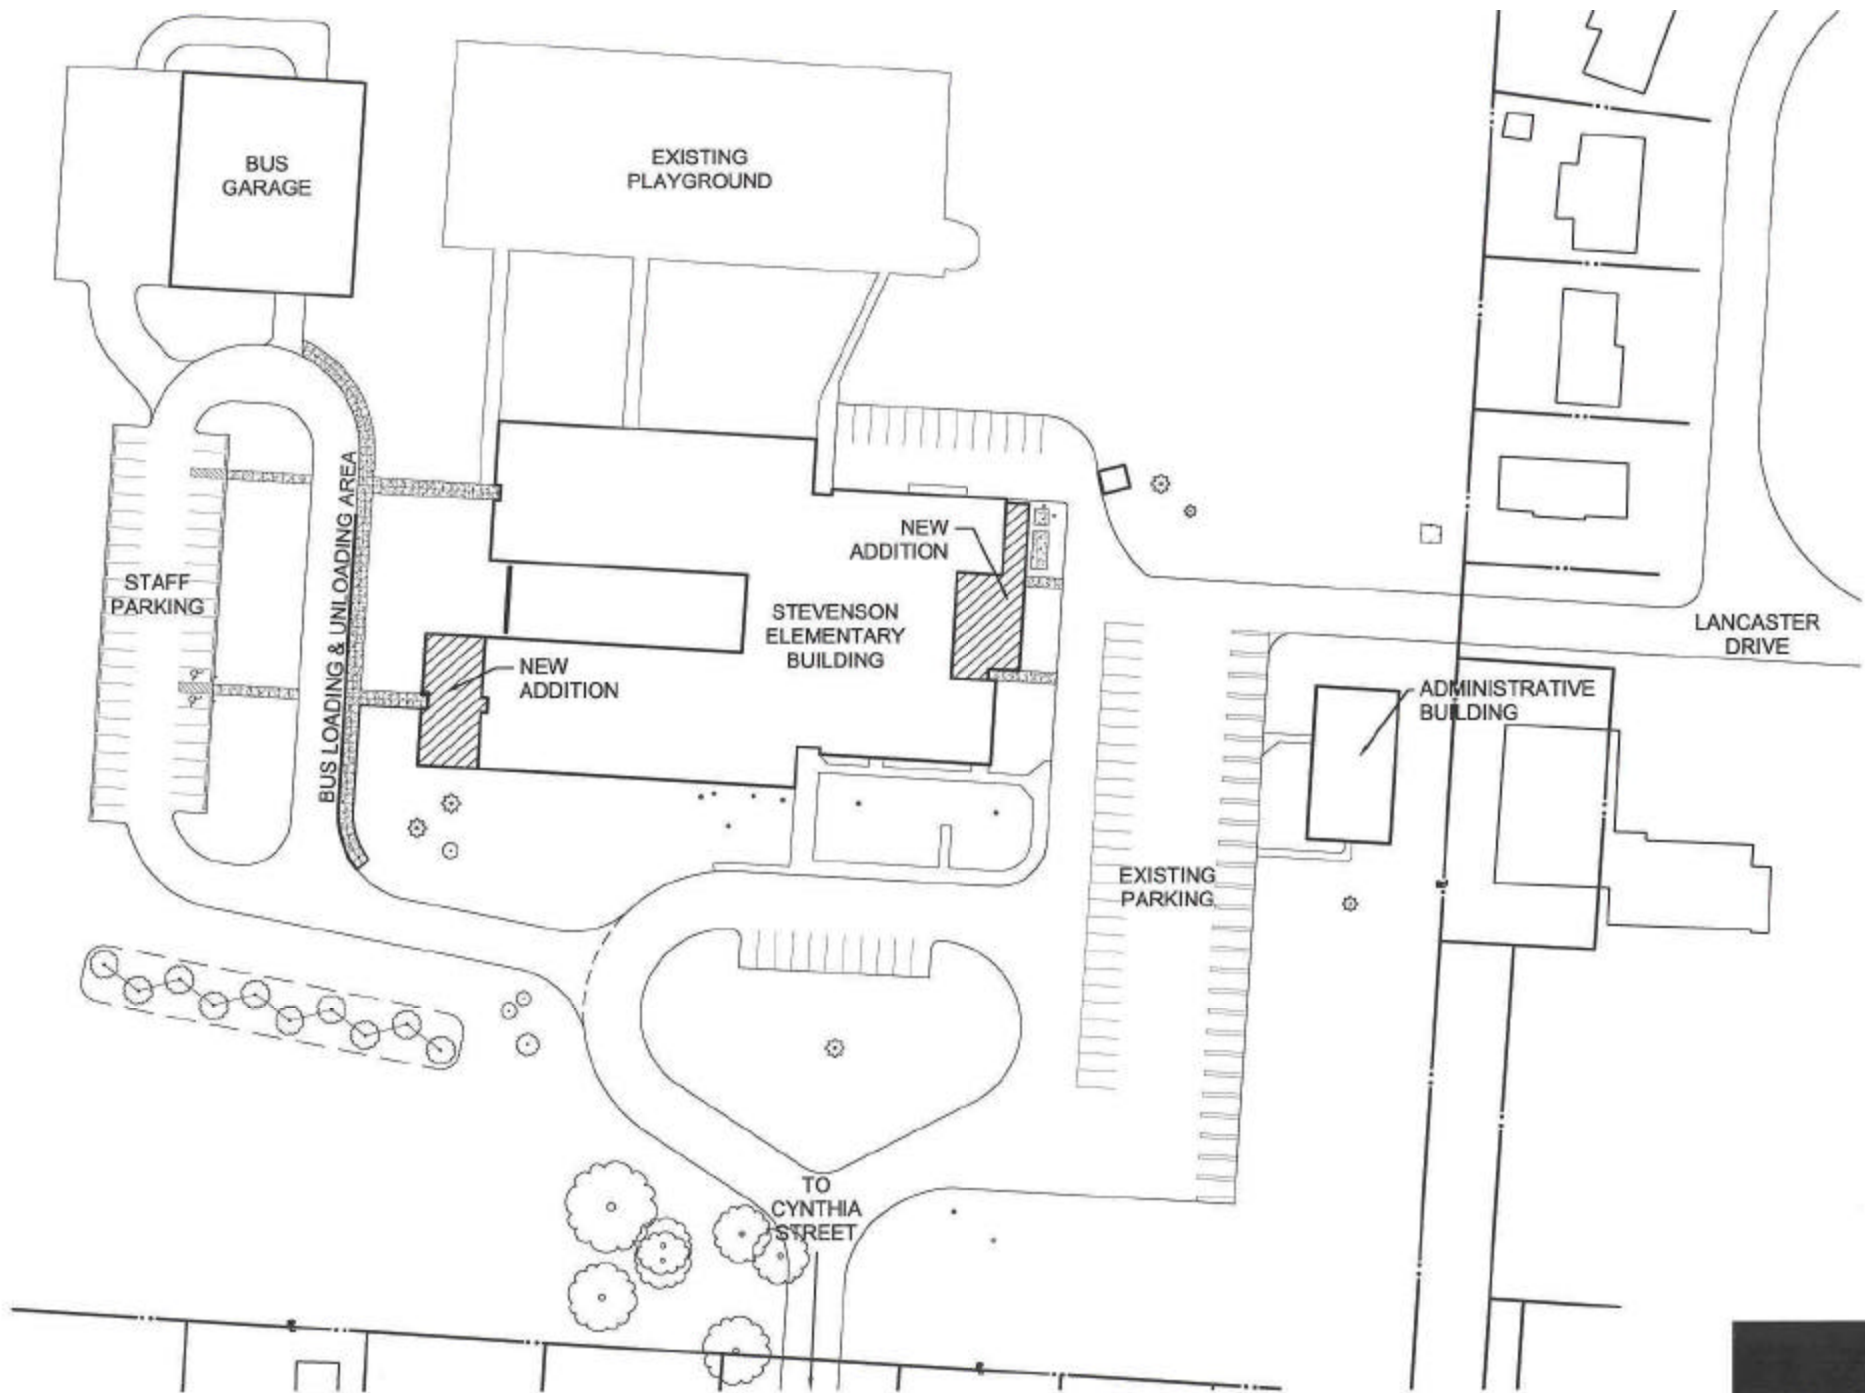 BUS
GARAGE
EXISTING
PLAYGROUND
BUS LOADING & UNLOADING AREA
NEW
ADDITION
STAFF
PARKING
STEVENSON
ELEMENTARY
BUILDING
LANCASTER
DRIVE
NEW
ADDITION
ADMINISTRATIVE
BUILDING
EXISTING
PARKING
TO
CYNTHIA
STREET